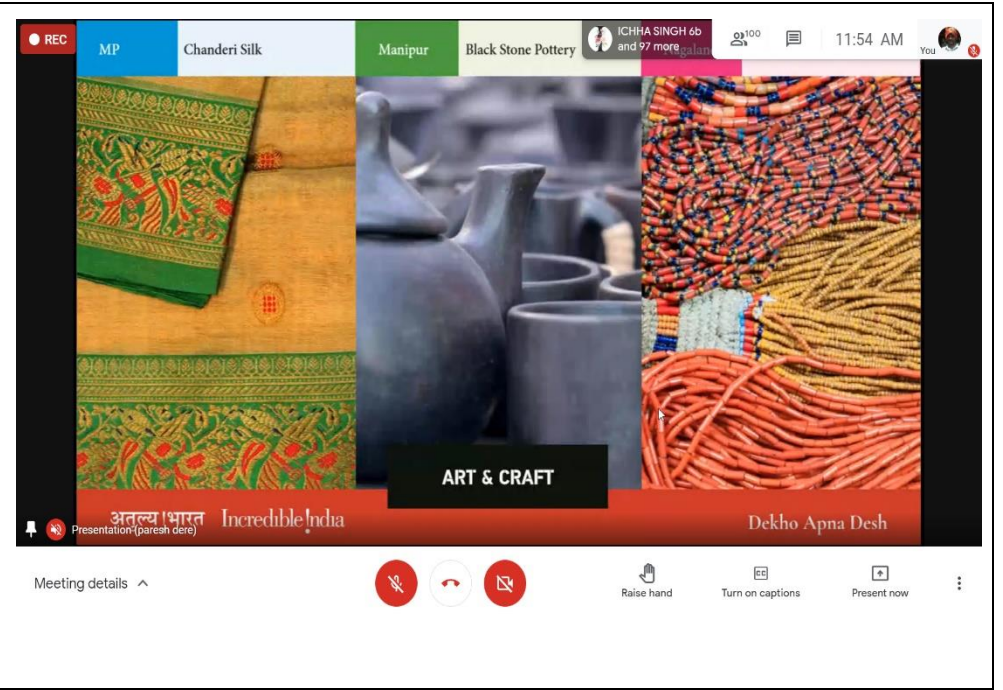 REC
MP
Chanderi Silk
Manipur
Black Stone Pottery
ICHHA SINGH 6b
and 97 more
100
11:54 AM
You
ART & CRAFT
अतुल्य!भारत Incredible!ndia
Dekho Apna Desh
Presentation (paresh dere)
Meeting details
Raise hand
CC
Turn on captions
Present now